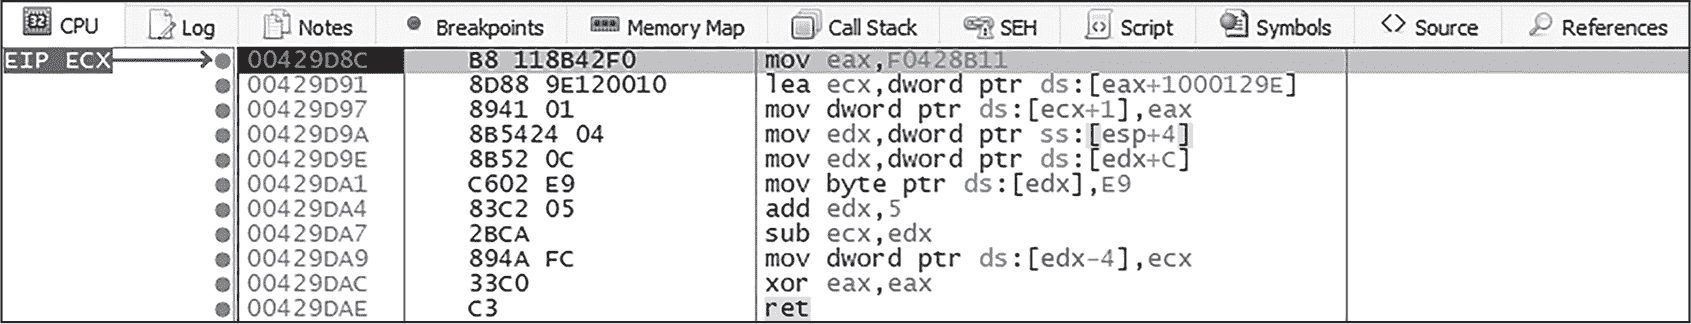 CPU Log Notes Breakpoints Memory Map Call Stack SEH Script Symbols Source References
EIP ECX 00429D8C B8 118B42F0 mov eax,F0428B11
00429D91 8D88 9E120010 lea ecx,dword ptr ds:[eax+1000129E]
00429D97 8941 01 mov dword ptr ds:[ecx+1],eax
00429D9A 8B5424 04 mov edx,dword ptr ss:[esp+4]
00429D9E 8B52 0C mov edx,dword ptr ds:[edx+C]
00429DA1 C602 E9 mov byte ptr ds:[edx],E9
00429DA4 83C2 05 add edx,5
00429DA7 2BCA sub ecx,edx
00429DA9 894A FC mov dword ptr ds:[edx-4],ecx
00429DAC 33C0 xor eax,eax
00429DAE C3 ret